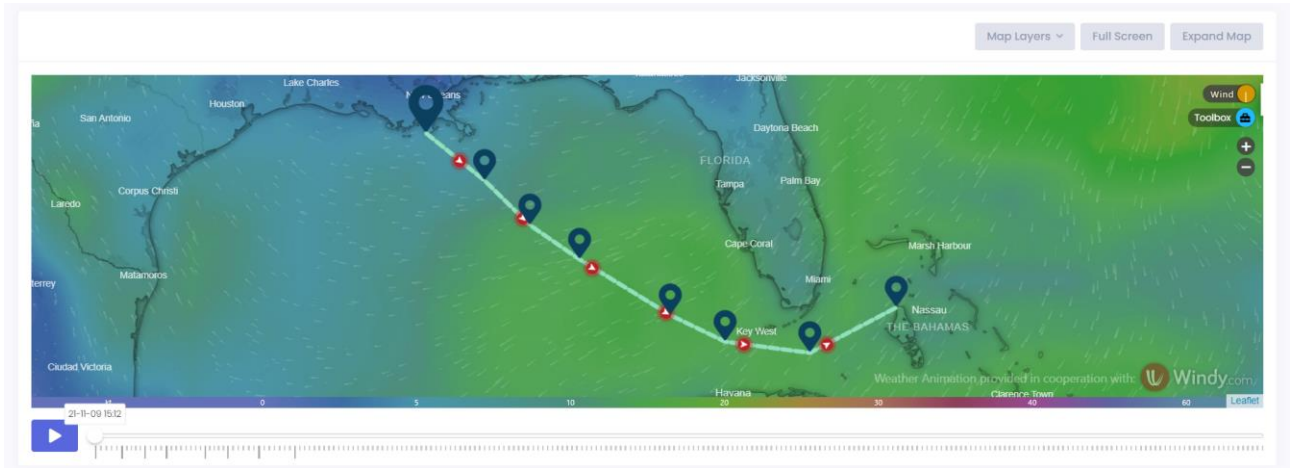 Map Layers Full Screen Expand Map
Lake Charles
Jacksonville
Houston
Wind
San Antonio
Toolbox
Daytona Beach
FLORIDA
Tampa
Palm Bay
Corpus Christi
Laredo
Cape Coral
Marsh Harbour
Matamoros
Miami
Nassau
Key West
THE BAHAMAS
Ciudad Victoria
Weather Animation provided in cooperation with: Windy.com
Havana
Clarence Town
0 5 10 20 30 40 60
Leaflet
21-11-09 15:12